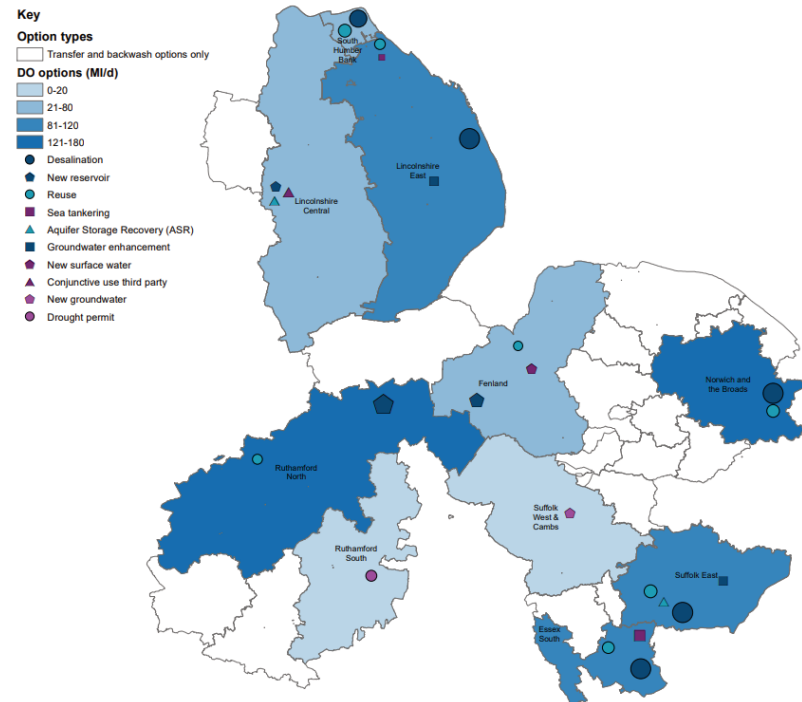 Key
Option types
Transfer and backwash options only
DO options (Ml/d)
0-20
21-80
81-120
121-180
Desalination
New reservoir
Reuse
Sea tankering
Aquifer Storage Recovery (ASR)
Groundwater enhancement
New surface water
Conjunctive use third party
New groundwater
Drought permit
South
Humber
Bank
Lincolnshire
East
Lincolnshire
Central
Fenland
Norwich and
the Broads
Ruthamford
North
Suffolk
West &
Cambs
Ruthamford
South
Suffolk East
Essex
South